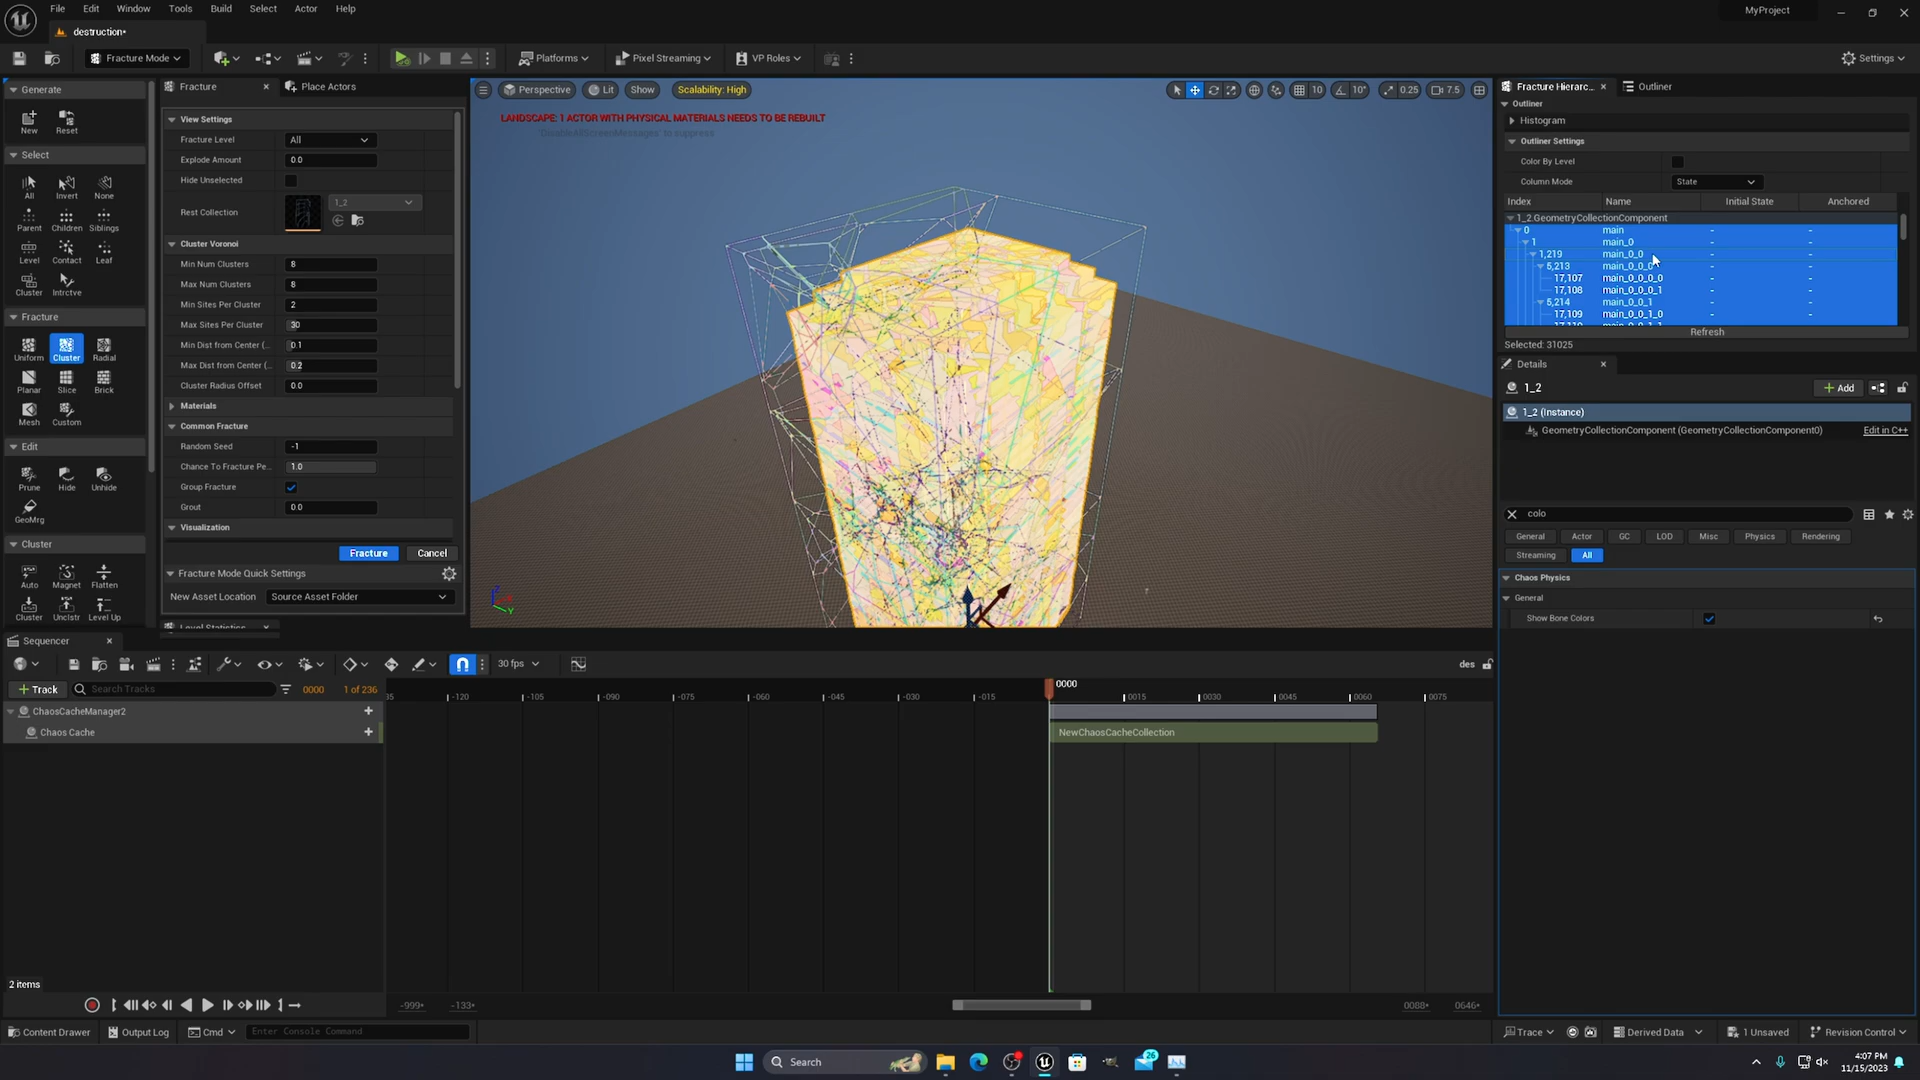 File Edit Window Tools Build Select Actor Help
MyProject
destruction•
Fracture Mode
Platforms
Pixel Streaming
VP Roles
Settings
Generate
New Reset
Select
All Invert None
Parent Children Siblings
Level Contact Leaf
Cluster Intrctve
Fracture
Uniform Cluster Radial
Planar Slice Brick
Mesh Custom
Edit
Prune Hide Unhide
GeoMrg
Cluster
Auto Magnet Flatten
Cluster Unclstr Level Up
Fracture
Place Actors
View Settings
Fracture Level All
Explode Amount 0.0
Hide Unselected
Rest Collection 1_2
Cluster Voronoi
Min Num Clusters 8
Max Num Clusters 8
Min Sites Per Cluster 2
Max Sites Per Cluster 30
Min Dist from Center (... 0.1
Max Dist from Center (... 0.2
Cluster Radius Offset 0.0
Materials
Common Fracture
Random Seed -1
Chance To Fracture Pe... 1.0
Group Fracture
Grout 0.0
Visualization
Fracture Cancel
Fracture Mode Quick Settings
New Asset Location Source Asset Folder
Level Statistics
Perspective Lit Show Scalability: High
10 10° 0.25 7.5
LANDSCAPE: 1 ACTOR WITH PHYSICAL MATERIALS NEEDS TO BE REBUILT
'DisableAllScreenMessages' to suppress
Z
X
Y
Fracture Hierarc... Outliner
Outliner
Histogram
Outliner Settings
Color By Level
Column Mode State
Index Name Initial State Anchored
1_2.GeometryCollectionComponent
0 main - -
1 main_0 - -
1,219 main_0_0 - -
5,213 main_0_0_0 - -
17,107 main_0_0_0_0 - -
17,108 main_0_0_0_1 - -
5,214 main_0_0_1 - -
17,109 main_0_0_1_0 - -
17,110 main_0_0_1_1 - -
Refresh
Selected: 31025
Details
1_2
Add
1_2 (Instance)
GeometryCollectionComponent (GeometryCollectionComponent0) Edit in C++
colo
General Actor GC LOD Misc Physics Rendering
Streaming All
Chaos Physics
General
Show Bone Colors
Sequencer
30 fps
des
Track
Search Tracks
0000 1 of 236
ChaosCacheManager2
Chaos Cache
-120 -105 -090 -075 -060 -045 -030 -015 0000 0015 0030 0045 0060 0075
NewChaosCacheCollection
2 items
-999+ -133+ 0088+ 0646+
Content Drawer Output Log Cmd Enter Console Command
Trace Derived Data 1 Unsaved Revision Control
Search
26
4:07 PM
11/15/2023